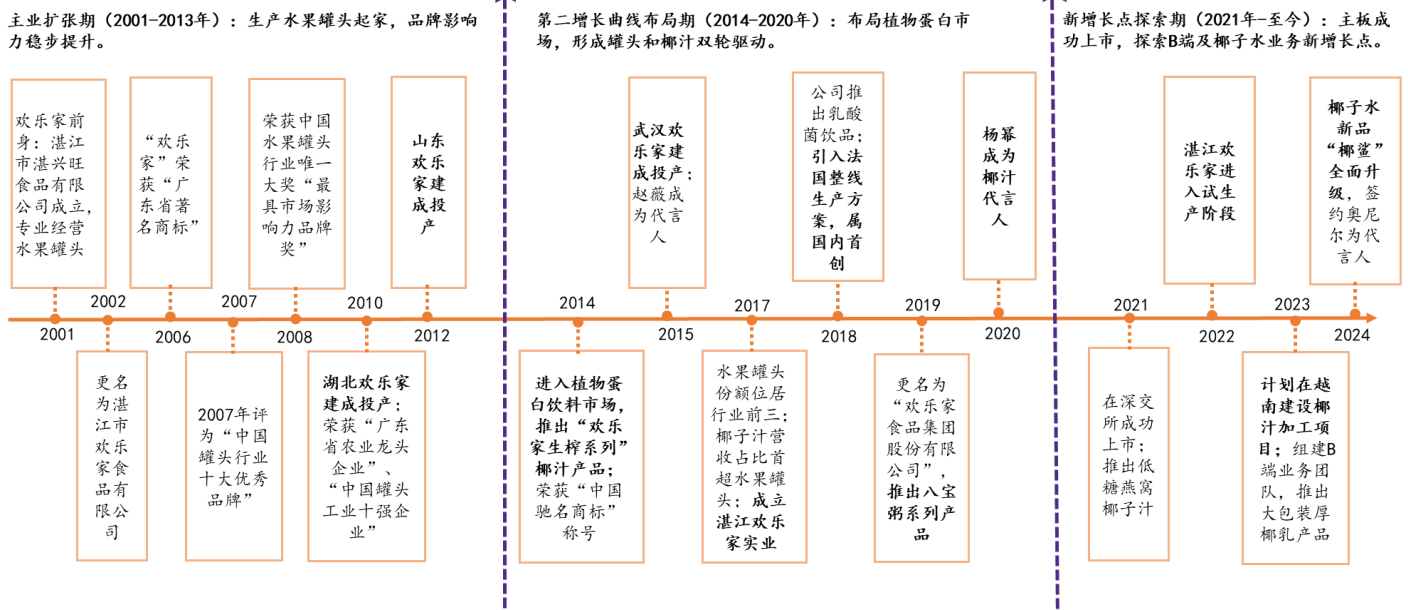 主业扩张期（2001-2013年）：生产水果罐头起家，品牌影响
力稳步提升。
第二增长曲线布局期（2014-2020年）：布局植物蛋白市
场，形成罐头和椰汁双轮驱动。
新增长点探索期（2021年-至今）：主板成
功上市，探索B端及椰子水业务新增长点。
欢乐家前
身：湛江
市湛兴旺
食品有限
公司成立，
专业经营
水果罐头
“欢乐
家”荣
获“广
东省著
名商标”
荣获中国
水果罐头
行业唯一
大奖“最
具市场影
响力品牌
奖”
山东
欢乐
家建
成投
产
武汉欢
乐家建
成投产；
赵薇成
为代言
人
公司推
出乳酸
菌饮品；
引入法
国整线
生产方
案，属
国内首
创
杨幂
成为
椰汁
代言
人
湛江欢
乐家进
入试生
产阶段
椰子水
新品
“椰鲨”
全面升
级，签
约奥尼
尔为代
言人
2001
2002
2006
2007
2008
2010
2012
2014
2015
2017
2018
2019
2020
2021
2022
2023
2024
更名
为湛
江市
欢乐
家食
品有
限公
司
2007年评
为“中国
罐头行业
十大优秀
品牌”
湖北欢乐家
建成投产；
荣获“广东
省农业龙头
企业”、
“中国罐头
工业十强企
业”
进入植物蛋
白饮料市场，
推出“欢乐
家生榨系列”
椰汁产品；
荣获“中国
驰名商标”
称号
水果罐头
份额位居
行业前三；
椰子汁营
收占比首
超水果罐
头；成立
湛江欢乐
家实业
更名为
“欢乐家
食品集团
股份有限
公司”，
推出八宝
粥系列产
品
在深交
所成功
上市；
推出低
糖燕窝
椰子汁
计划在越
南建设椰
汁加工项
目；组建B
端业务团
队，推出
大包装厚
椰乳产品